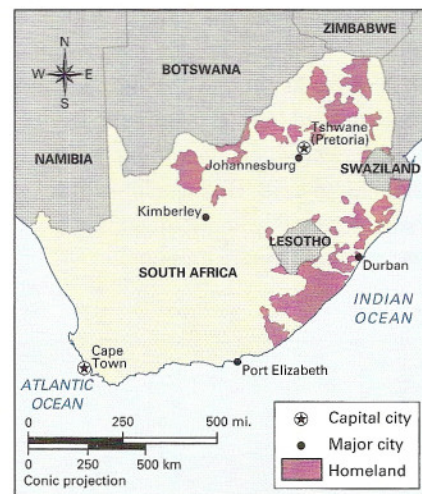 ZIMBABWE
N
W E
S
BOTSWANA
Tshwane
(Pretoria)
NAMIBIA
Johannesburg
SWAZILAND
Kimberley
LESOTHO
SOUTH AFRICA
Durban
INDIAN
OCEAN
Cape
Town
Port Elizabeth
ATLANTIC
OCEAN
0 250 500 mi.
0 250 500 km
Conic projection
Capital city
Major city
Homeland